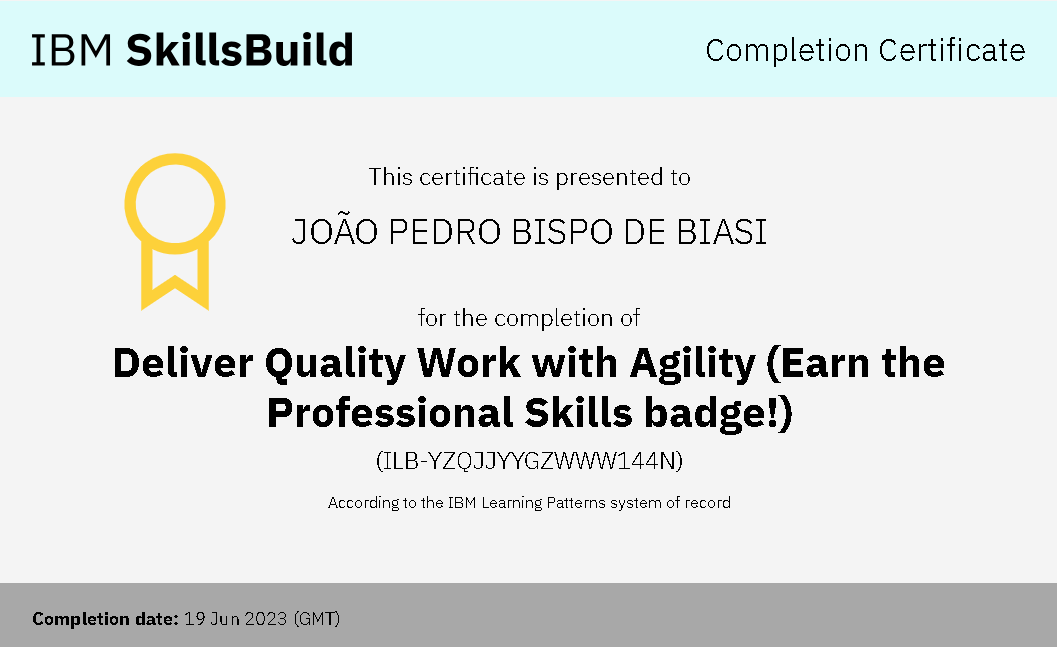 IBM SkillsBuild
Completion Certificate
This certificate is presented to
JOÃO PEDRO BISPO DE BIASI
for the completion of
Deliver Quality Work with Agility (Earn the
Professional Skills badge!)
(ILB-YZQJJYYGZWWW144N)
According to the IBM Learning Patterns system of record
Completion date: 19 Jun 2023 (GMT)